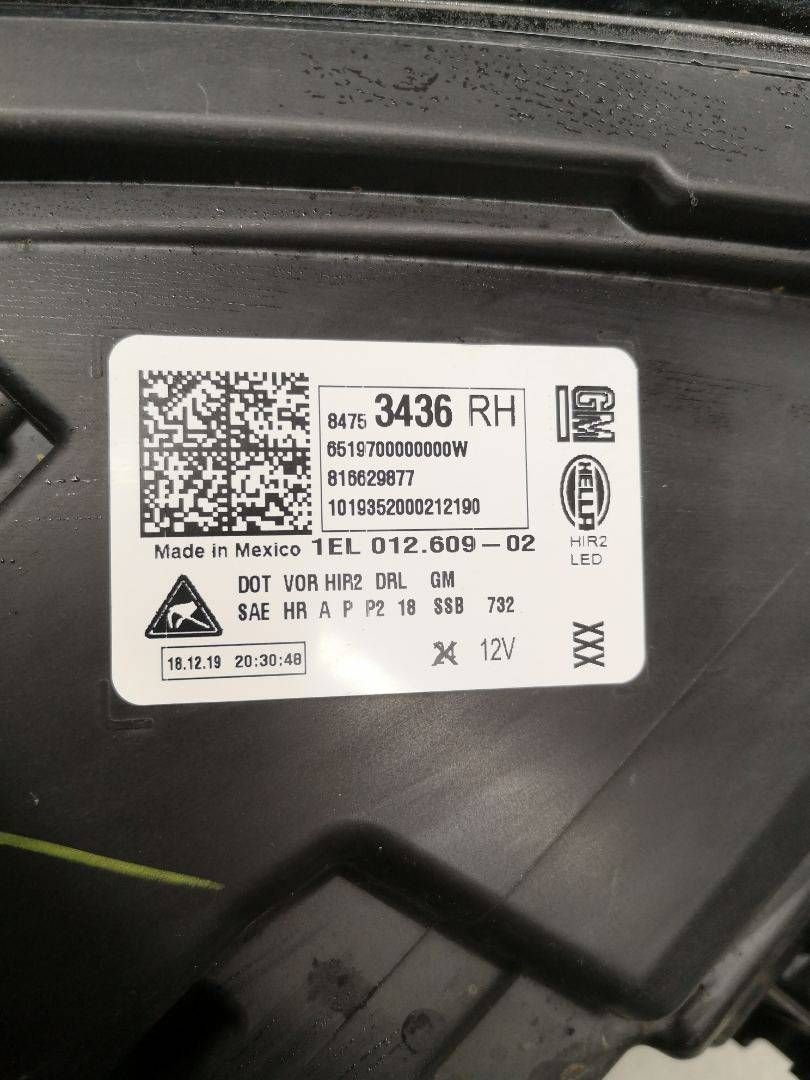 8475 3436 RH
6519700000000W
816629877
1019352000212190
GM
HELLA
HIR2
LED
Made in Mexico 1EL 012.609-02
DOT VOR HIR2 DRL GM
SAE HR A P P2 18 SSB 732
18.12.19 20:30:48
12V
XXX